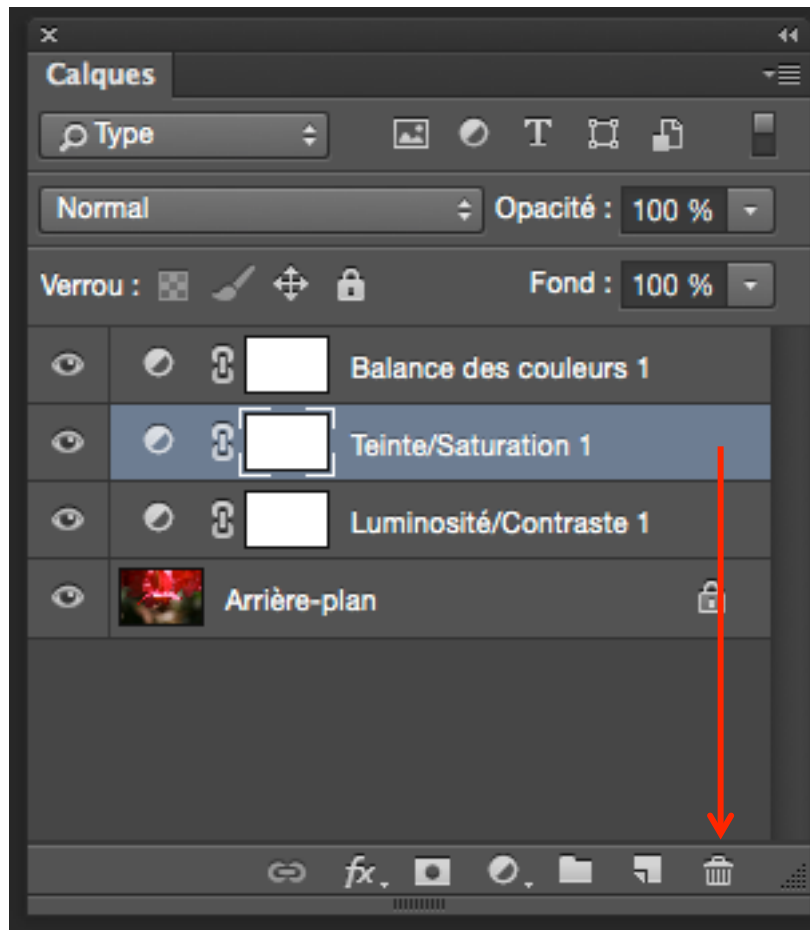 Calques
Type
T
Normal
Opacité : 100 %
Verrou :
Fond : 100 %
Balance des couleurs 1
Teinte/Saturation 1
Luminosité/Contraste 1
Arrière-plan
fx.